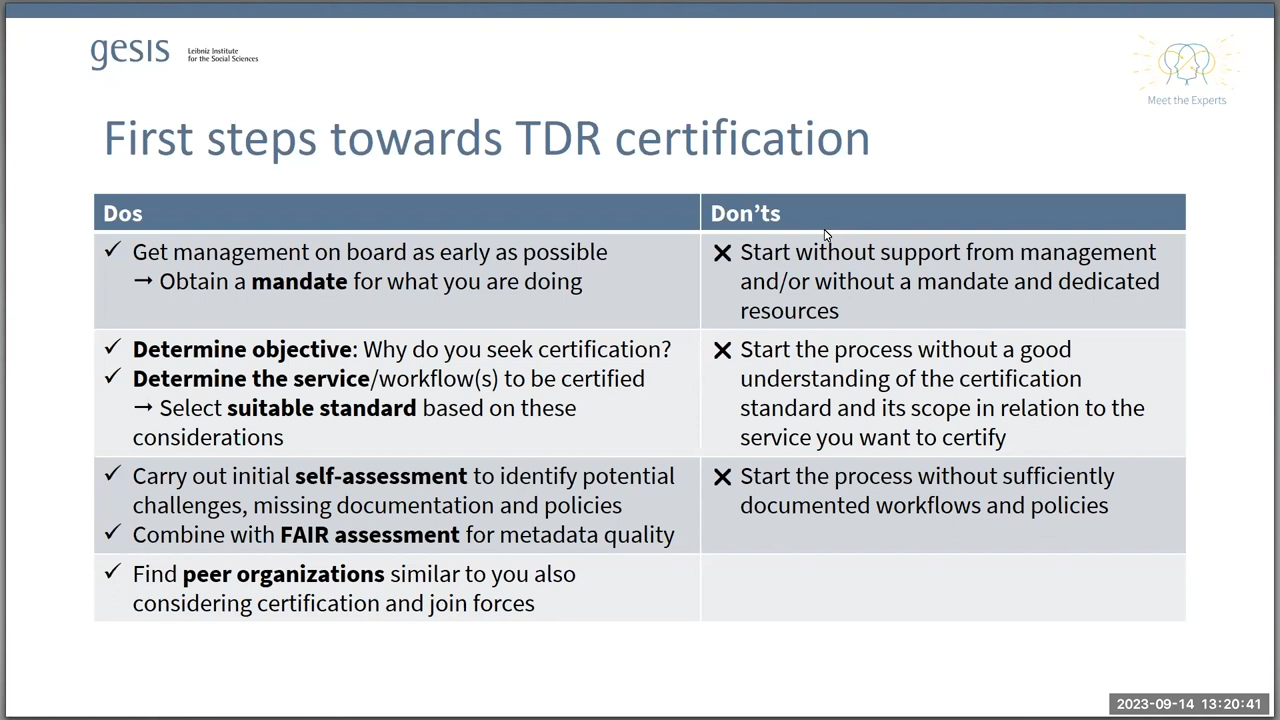 gesis
Leibniz Institute
for the Social Sciences
Meet the Experts
First steps towards TDR certification
Dos
Don’ts
✓ Get management on board as early as possible
→ Obtain a mandate for what you are doing
✕ Start without support from management
and/or without a mandate and dedicated
resources
✓ Determine objective: Why do you seek certification?
✓ Determine the service/workflow(s) to be certified
→ Select suitable standard based on these
considerations
✕ Start the process without a good
understanding of the certification
standard and its scope in relation to the
service you want to certify
✓ Carry out initial self-assessment to identify potential
challenges, missing documentation and policies
✓ Combine with FAIR assessment for metadata quality
✕ Start the process without sufficiently
documented workflows and policies
✓ Find peer organizations similar to you also
considering certification and join forces
2023-09-14 13:20:41